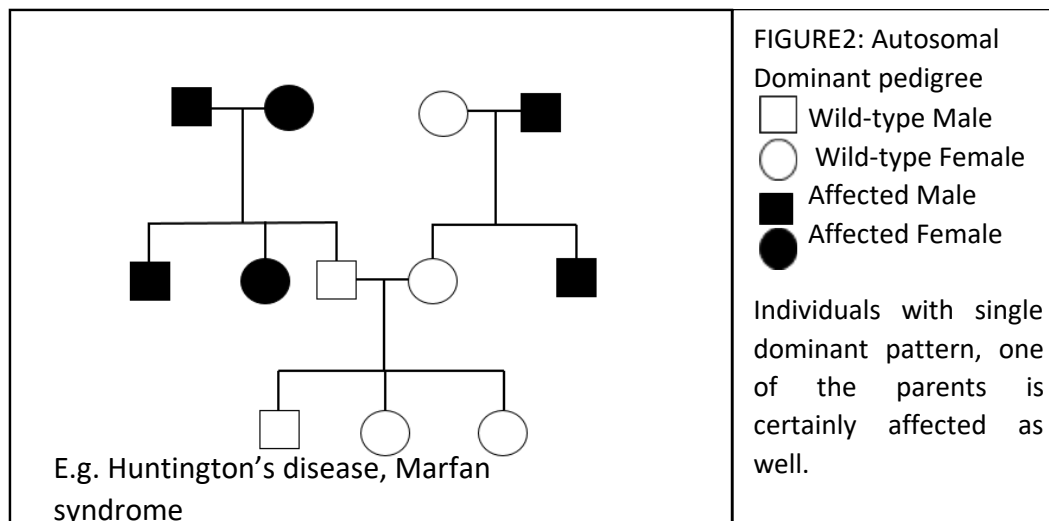 FIGURE2: Autosomal
Dominant pedigree
Wild-type Male
Wild-type Female
Affected Male
Affected Female
Individuals with single
dominant pattern, one
of the parents is
certainly affected as
well.
E.g. Huntington’s disease, Marfan
syndrome